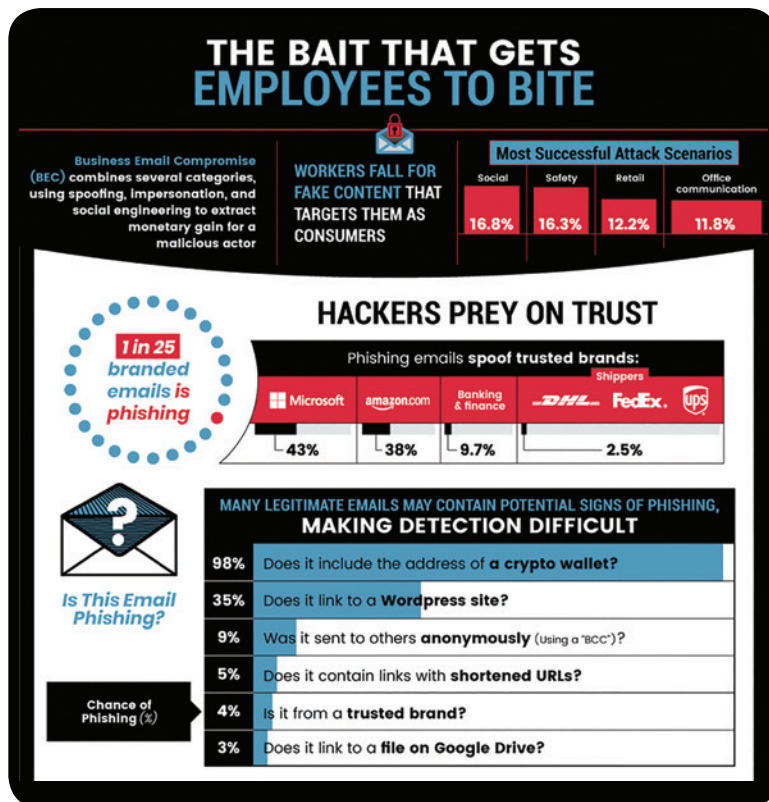 THE BAIT THAT GETS
EMPLOYEES TO BITE
Business Email Compromise
(BEC) combines several categories,
using spoofing, impersonation, and
social engineering to extract
monetary gain for a
malicious actor
WORKERS FALL FOR
FAKE CONTENT THAT
TARGETS THEM AS
CONSUMERS
Most Successful Attack Scenarios
Social
16.8%
Safety
16.3%
Retail
12.2%
Office
communication
11.8%
1 in 25
branded
emails is
phishing
HACKERS PREY ON TRUST
Phishing emails spoof trusted brands:
Microsoft
43%
amazon.com
38%
Banking
& finance
9.7%
Shippers
DHL
FedEx.
ups
2.5%
?
Is This Email
Phishing?
MANY LEGITIMATE EMAILS MAY CONTAIN POTENTIAL SIGNS OF PHISHING,
MAKING DETECTION DIFFICULT
Chance of
Phishing (%)
98% Does it include the address of a crypto wallet?
35% Does it link to a Wordpress site?
9% Was it sent to others anonymously (Using a "BCC")?
5% Does it contain links with shortened URLs?
4% Is it from a trusted brand?
3% Does it link to a file on Google Drive?